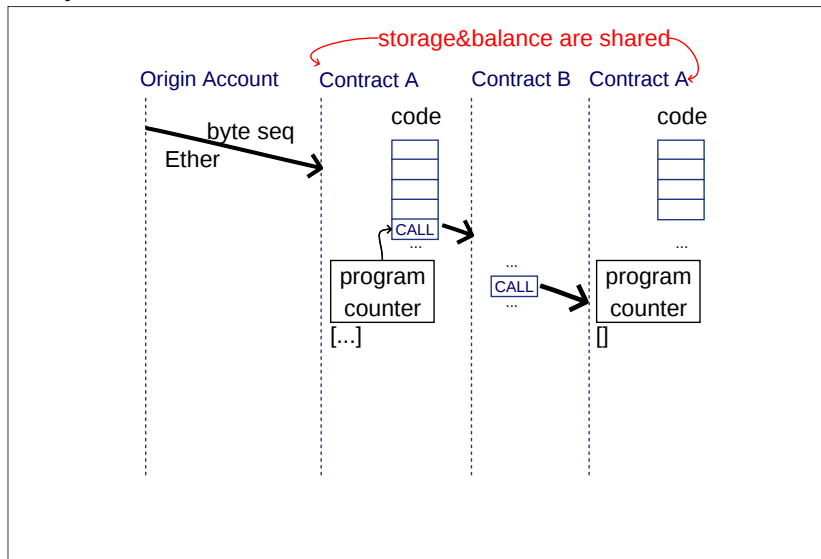 storage&balance are shared
Origin Account
Contract A
Contract B
Contract A
code
code
byte seq
Ether
CALL
...
...
program
counter
[...]
...
CALL
...
program
counter
[]